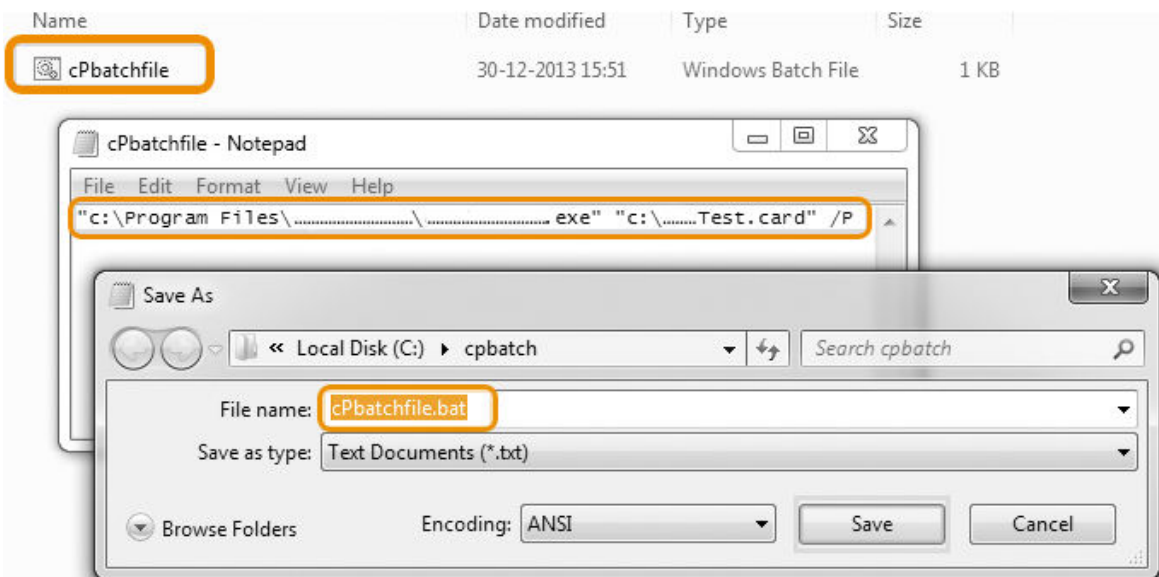 Name Date modified Type Size
cPbatchfile 30-12-2013 15:51 Windows Batch File 1 KB
cPbatchfile - Notepad
File Edit Format View Help
"c:\Program Files\..............................\..............................exe" "c:\........Test.card" /P
Save As
« Local Disk (C:) ▸ cpbatch Search cpbatch
File name: cPbatchfile.bat
Save as type: Text Documents (*.txt)
Browse Folders Encoding: ANSI Save Cancel